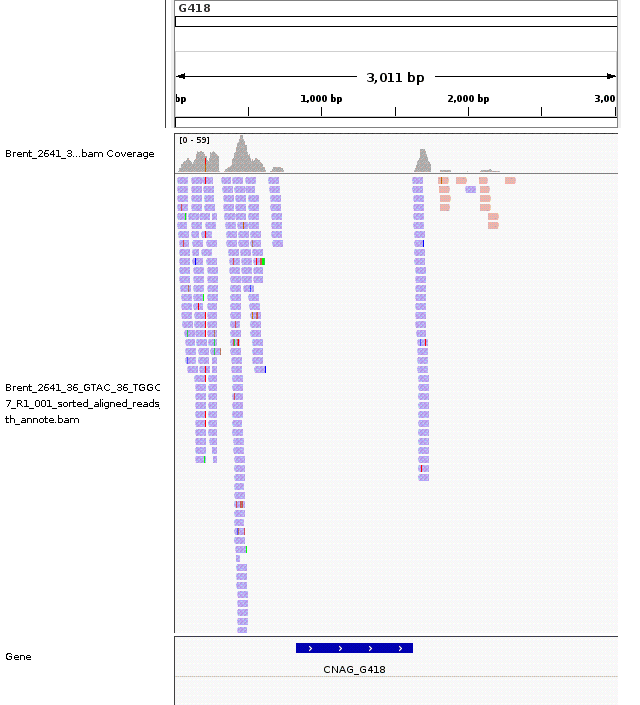 G418
3,011 bp
bp 1,000 bp 2,000 bp 3,00
[0 - 59]
Brent_2641_3...bam Coverage
Brent_2641_36_GTAC_36_TGGC
7_R1_001_sorted_aligned_reads_
th_annote.bam
Gene
CNAG_G418